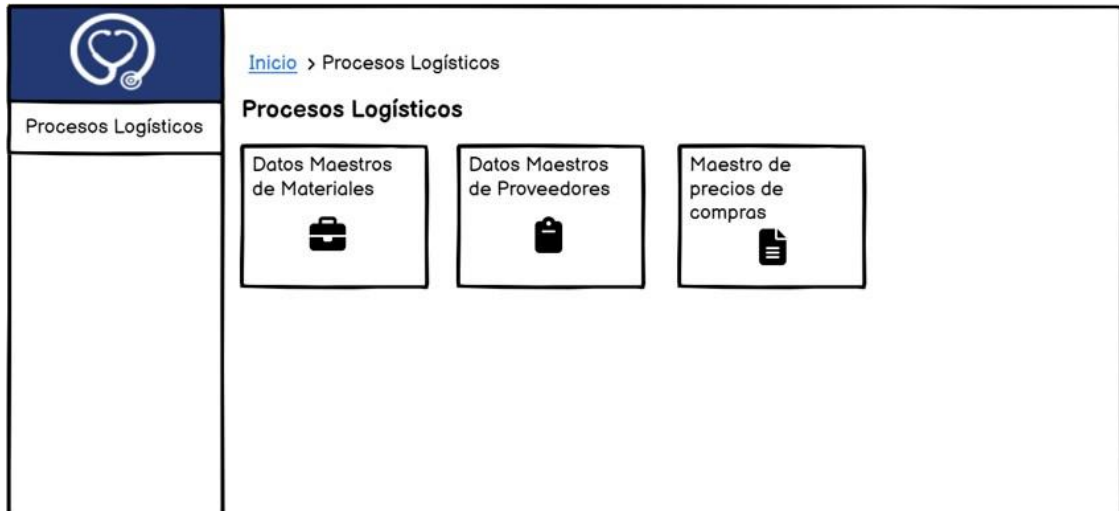 Inicio > Procesos Logísticos
Procesos Logísticos
Procesos Logísticos
Datos Maestros
de Materiales
Datos Maestros
de Proveedores
Maestro de
precios de
compras